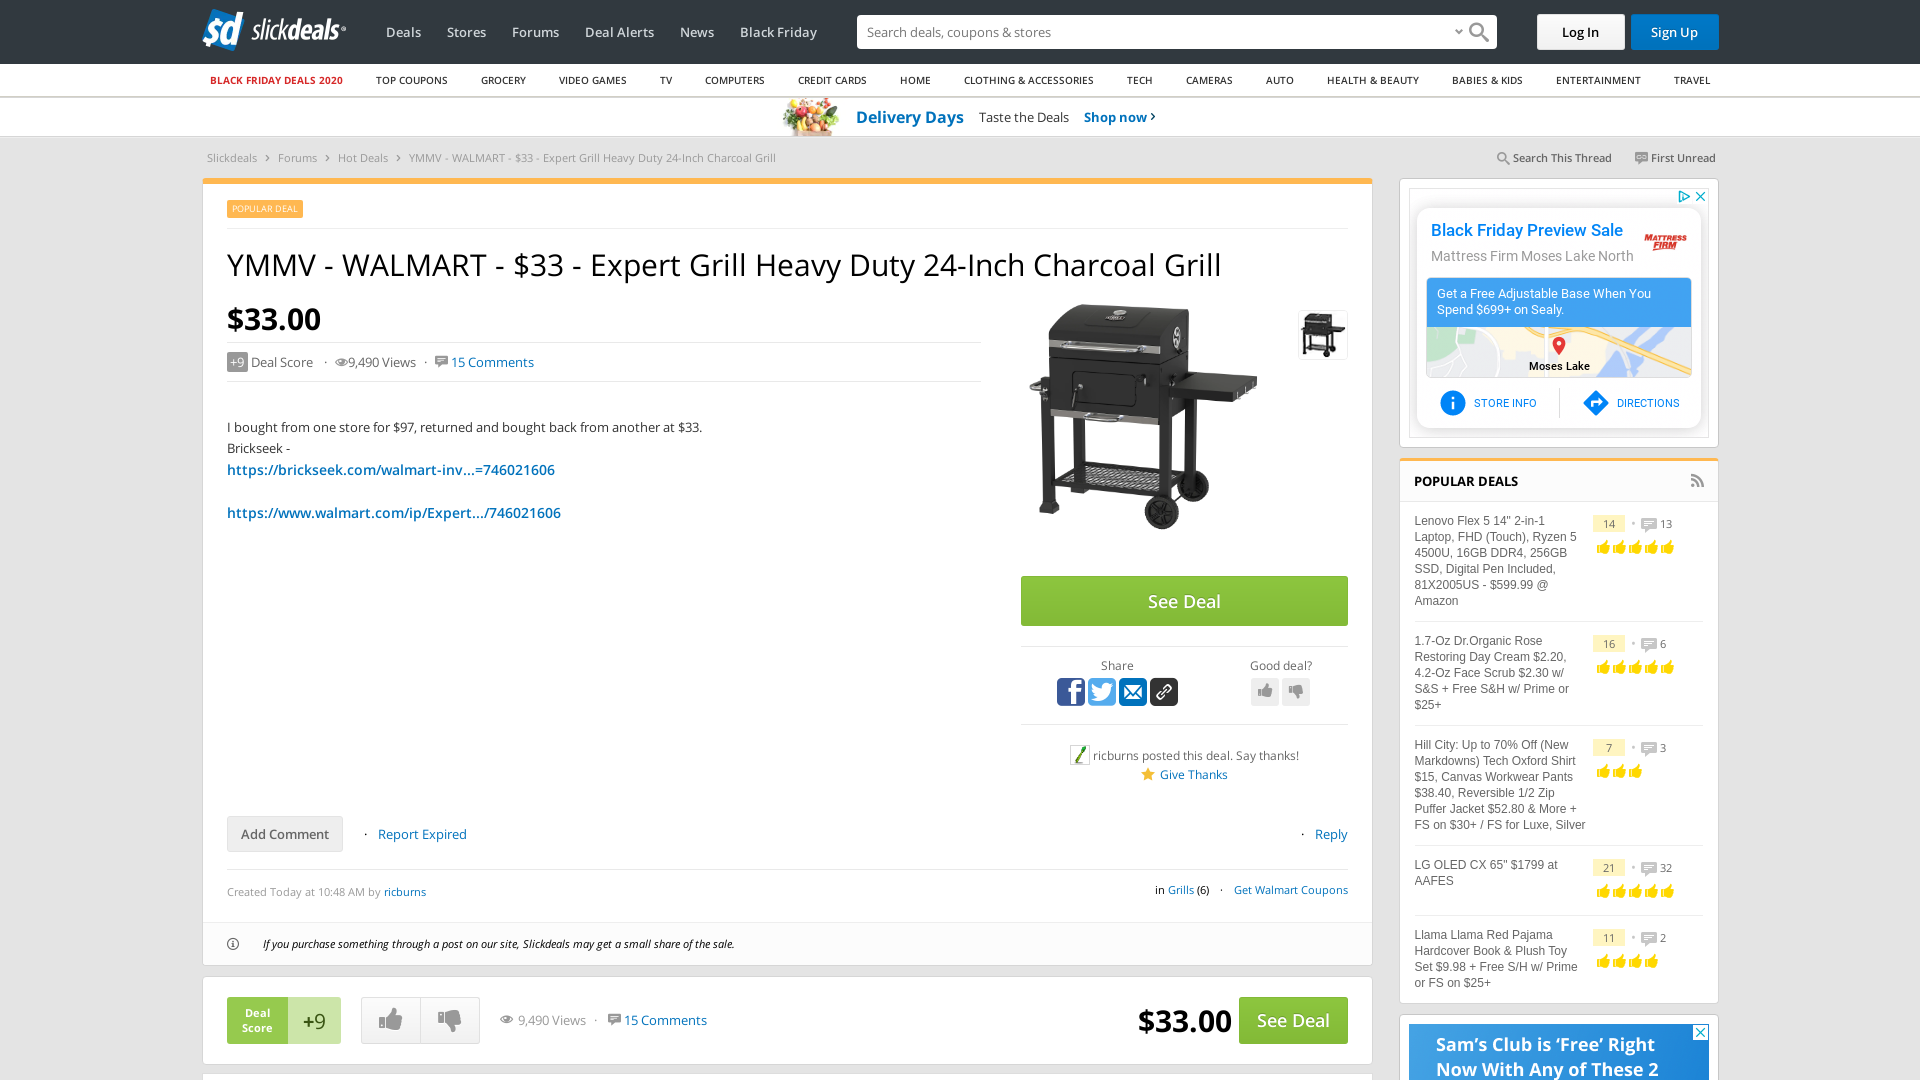 sd slickdeals
Deals
Stores
Forums
Deal Alerts
News
Black Friday
Search deals, coupons & stores
Log In
Sign Up
BLACK FRIDAY DEALS 2020
TOP COUPONS
GROCERY
VIDEO GAMES
TV
COMPUTERS
CREDIT CARDS
HOME
CLOTHING & ACCESSORIES
TECH
CAMERAS
AUTO
HEALTH & BEAUTY
BABIES & KIDS
ENTERTAINMENT
TRAVEL
Delivery Days Taste the Deals Shop now ›
Slickdeals › Forums › Hot Deals › YMMV - WALMART - $33 - Expert Grill Heavy Duty 24-Inch Charcoal Grill
Search This Thread
First Unread
POPULAR DEAL
YMMV - WALMART - $33 - Expert Grill Heavy Duty 24-Inch Charcoal Grill
$33.00
+9 Deal Score · 9,490 Views · 15 Comments
I bought from one store for $97, returned and bought back from another at $33.
Brickseek -
https://brickseek.com/walmart-inv...=746021606
https://www.walmart.com/ip/Expert.../746021606
See Deal
Share
Good deal?
ricburns posted this deal. Say thanks!
Give Thanks
Add Comment · Report Expired
· Reply
Created Today at 10:48 AM by ricburns
in Grills (6) · Get Walmart Coupons
If you purchase something through a post on our site, Slickdeals may get a small share of the sale.
Deal
Score
+9
9,490 Views · 15 Comments
$33.00
See Deal
Black Friday Preview Sale
MATTRESS
FIRM
Mattress Firm Moses Lake North
Get a Free Adjustable Base When You
Spend $699+ on Sealy.
Moses Lake
STORE INFO
DIRECTIONS
POPULAR DEALS
Lenovo Flex 5 14" 2-in-1
Laptop, FHD (Touch), Ryzen 5
4500U, 16GB DDR4, 256GB
SSD, Digital Pen Included,
81X2005US - $599.99 @
Amazon
14 • 13
1.7-Oz Dr.Organic Rose
Restoring Day Cream $2.20,
4.2-Oz Face Scrub $2.30 w/
S&S + Free S&H w/ Prime or
$25+
16 • 6
Hill City: Up to 70% Off (New
Markdowns) Tech Oxford Shirt
$15, Canvas Workwear Pants
$38.40, Reversible 1/2 Zip
Puffer Jacket $52.80 & More +
FS on $30+ / FS for Luxe, Silver
7 • 3
LG OLED CX 65" $1799 at
AAFES
21 • 32
Llama Llama Red Pajama
Hardcover Book & Plush Toy
Set $9.98 + Free S/H w/ Prime
or FS on $25+
11 • 2
Sam's Club is 'Free' Right
Now With Any of These 2